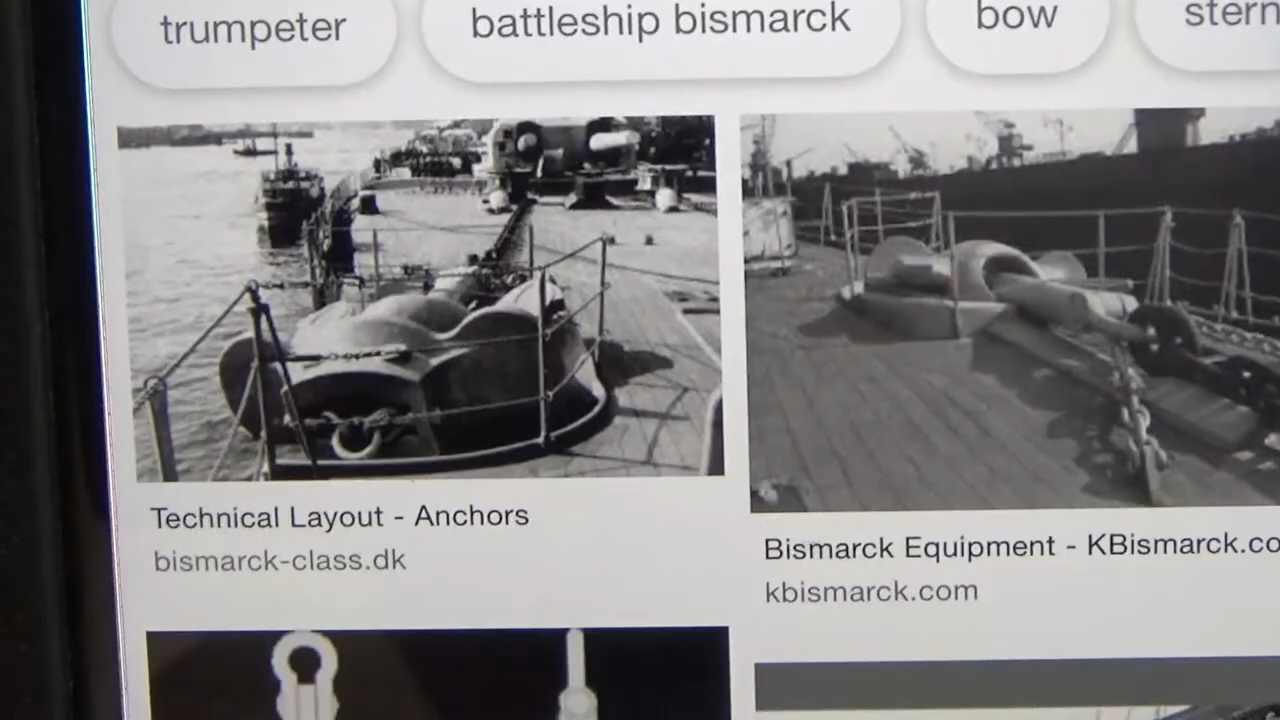 trumpeter
battleship bismarck
bow
stern
Technical Layout - Anchors
bismarck-class.dk
Bismarck Equipment - KBismarck.co
kbismarck.com